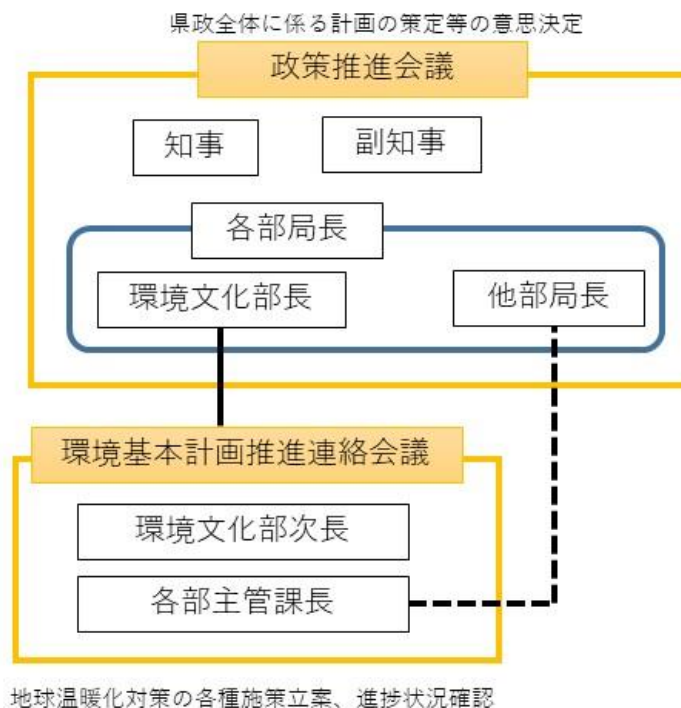 県政全体に係る計画の策定等の意思決定
政策推進会議
知事
副知事
各部局長
環境文化部長
他部局長
環境基本計画推進連絡会議
環境文化部次長
各部主管課長
地球温暖化対策の各種施策立案、進捗状況確認